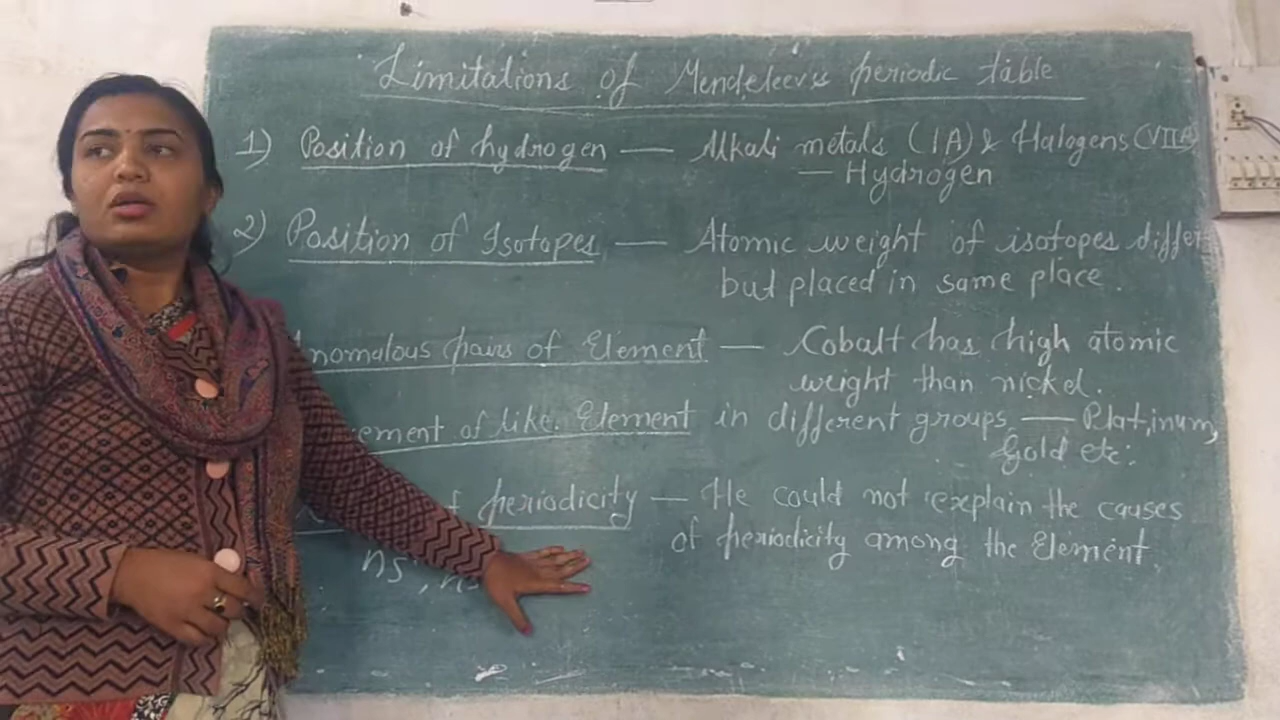 Limitations of Mendeleevs periodic table
1) Position of hydrogen — Alkali metals (IA) & Halogens (VIIA)
— Hydrogen
2) Position of Isotopes — Atomic weight of isotopes differ
but placed in same place.
nomalous pairs of Element — Cobalt has high atomic
weight than nickel.
ement of like Element in different groups — Platinum,
Gold etc:
f periodicity — He could not explain the causes
of periodicity among the Element.
ns , ns